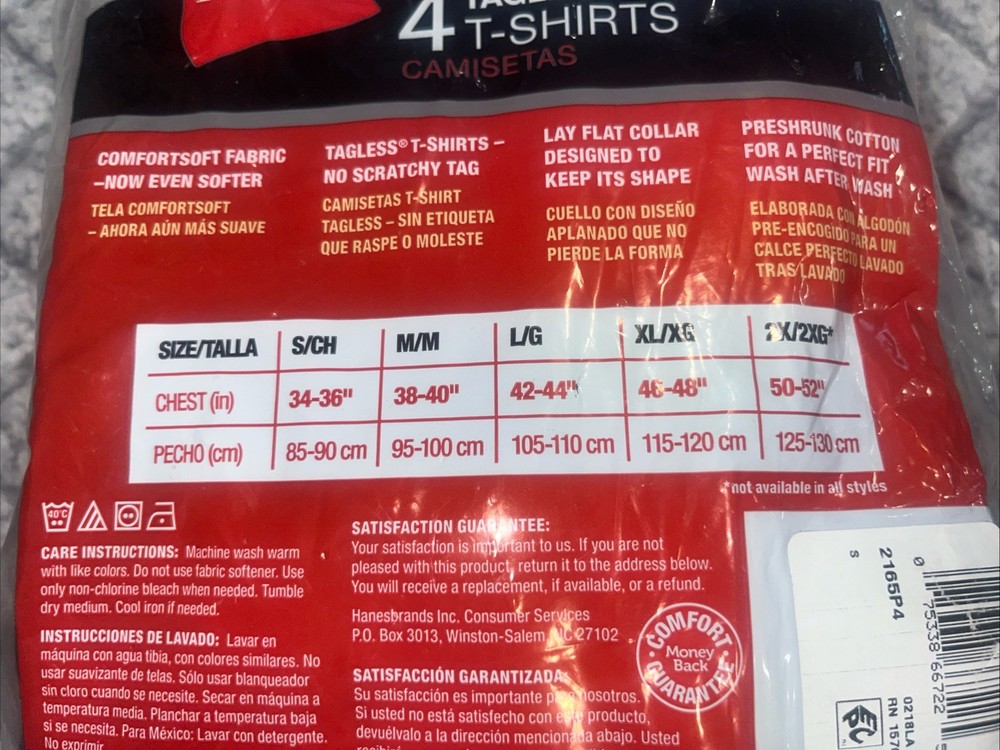 4
T-SHIRTS
CAMISETAS
COMFORTSOFT FABRIC
–NOW EVEN SOFTER
TELA COMFORTSOFT
– AHORA AÚN MÁS SUAVE
TAGLESS® T-SHIRTS –
NO SCRATCHY TAG
CAMISETAS T-SHIRT
TAGLESS – SIN ETIQUETA
QUE RASPE O MOLESTE
LAY FLAT COLLAR
DESIGNED TO
KEEP ITS SHAPE
CUELLO CON DISEÑO
APLANADO QUE NO
PIERDE LA FORMA
PRESHRUNK COTTON
FOR A PERFECT FIT
WASH AFTER WASH
ELABORADA CON ALGODÓN
PRE-ENCOGIDO PARA UN
CALCE PERFECTO LAVADO
TRAS LAVADO
SIZE/TALLA S/CH M/M L/G XL/XG 2X/2XG*
CHEST (in) 34-36" 38-40" 42-44" 46-48" 50-52"
PECHO (cm) 85-90 cm 95-100 cm 105-110 cm 115-120 cm 125-130 cm
*not available in all styles
40°C
CARE INSTRUCTIONS: Machine wash warm
with like colors. Do not use fabric softener. Use
only non-chlorine bleach when needed. Tumble
dry medium. Cool iron if needed.
INSTRUCCIONES DE LAVADO: Lavar en
máquina con agua tibia, con colores similares. No
usar suavizante de telas. Sólo usar blanqueador
sin cloro cuando se necesite. Secar en máquina a
temperatura media. Planchar a temperatura baja
si se necesita. Para México: Lavar con detergente.
No exprimir
SATISFACTION GUARANTEE:
Your satisfaction is important to us. If you are not
pleased with this product, return it to the address below.
You will receive a replacement, if available, or a refund.
Hanesbrands Inc. Consumer Services
P.O. Box 3013, Winston-Salem, NC 27102
SATISFACCIÓN GARANTIZADA:
Su satisfacción es importante para nosotros.
Si usted no está satisfecho con este producto,
devuélvalo a la dirección mencionada abajo. Usted
COMFORT
Money
Back
GUARANTEE
S
2165P4
0
75338 66722
0218LA
RN 157
EPC